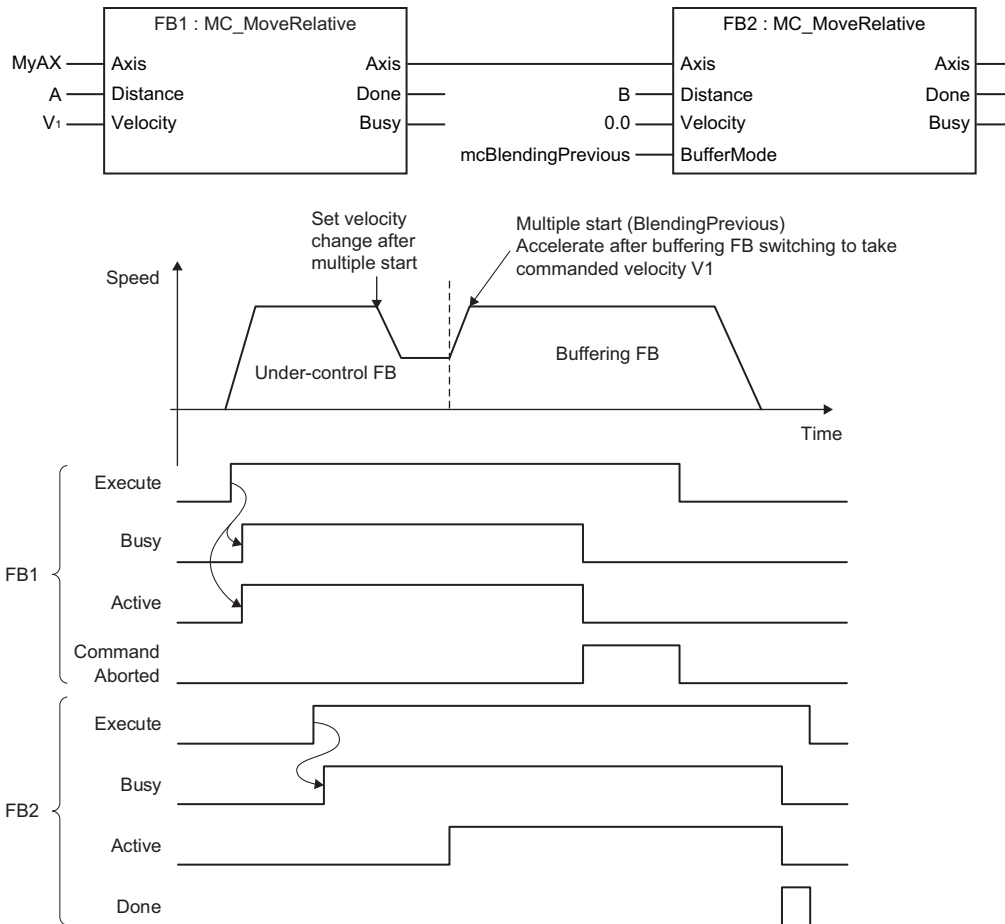 FB1 : MC_MoveRelative
FB2 : MC_MoveRelative
MyAX
Axis
Axis
Axis
Axis
A
Distance
Done
B
Distance
Done
V1
Velocity
Busy
0.0
Velocity
Busy
mcBlendingPrevious
BufferMode
Set velocity
change after
multiple start
Multiple start (BlendingPrevious)
Accelerate after buffering FB switching to take
commanded velocity V1
Speed
Under-control FB
Buffering FB
Time
FB1
Execute
Busy
Active
Command
Aborted
FB2
Execute
Busy
Active
Done